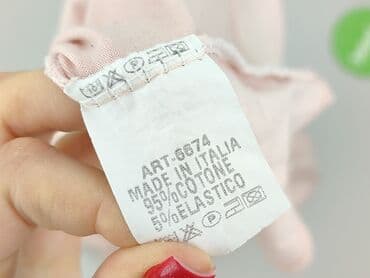 ART-6674
MADE IN ITALIA
95% COTONE
5% ELASTICO
P